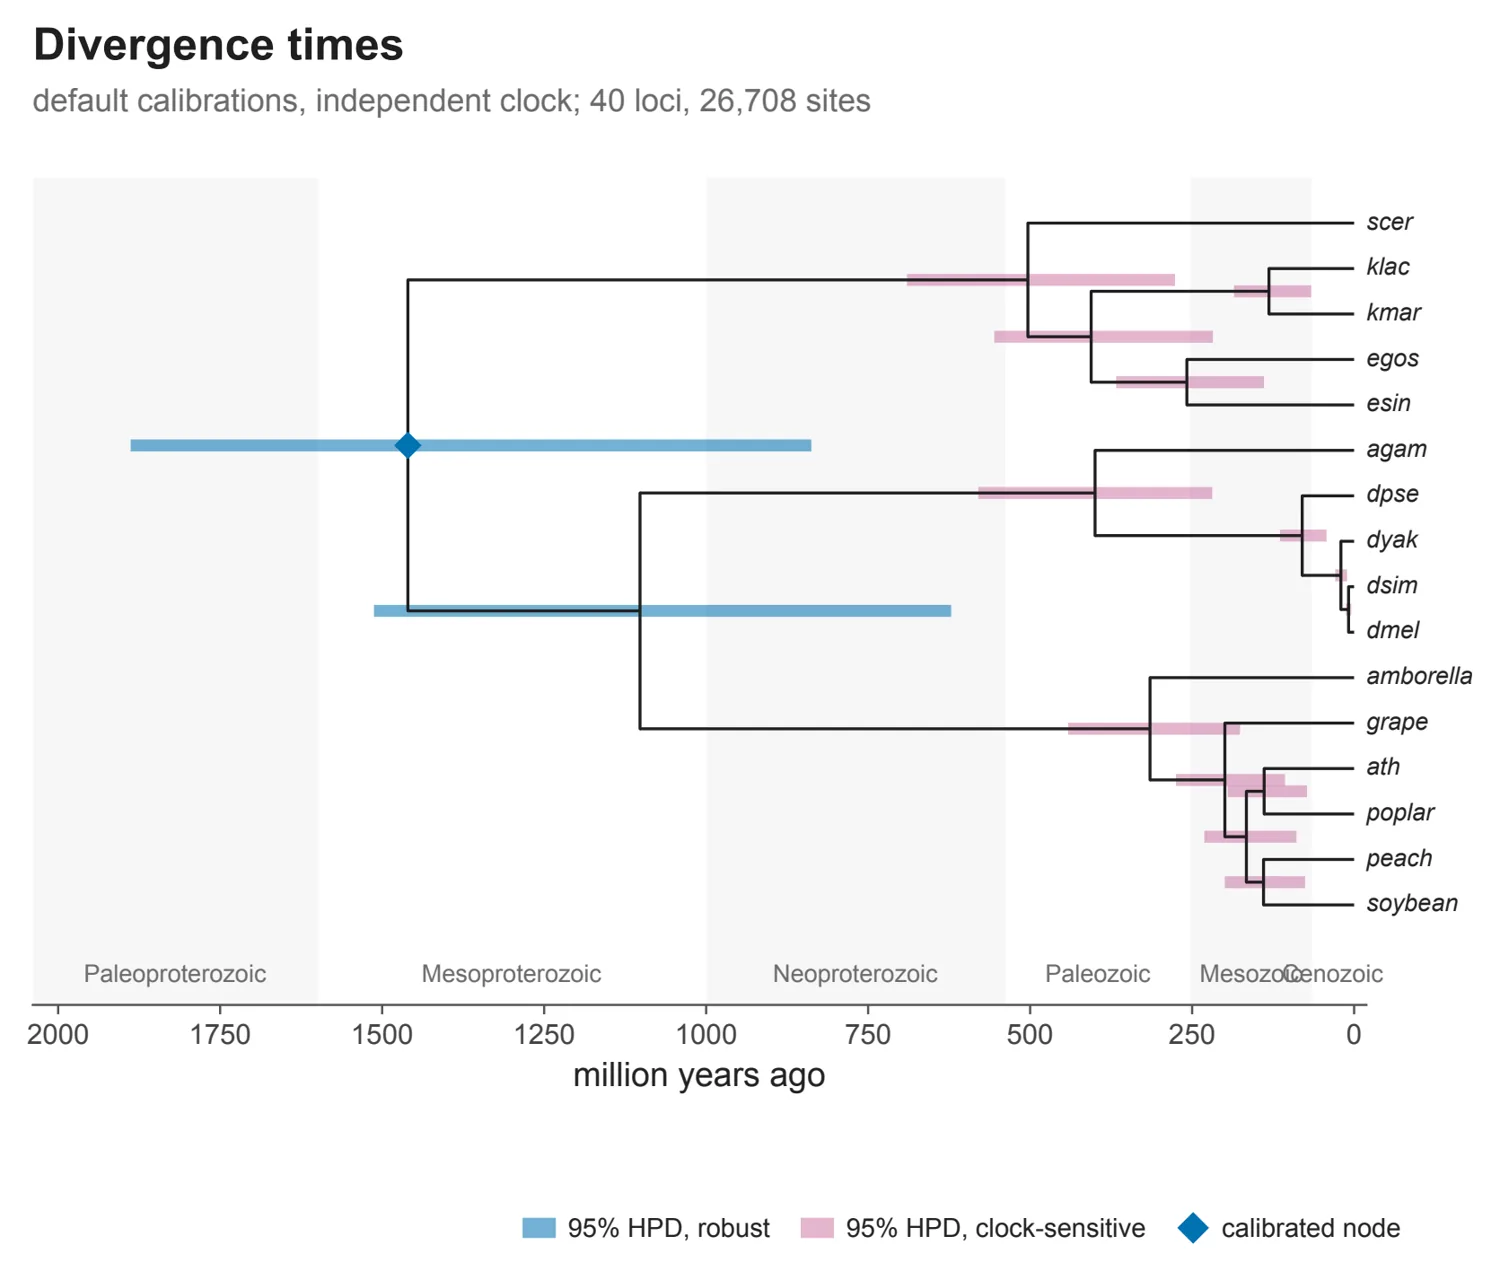 Divergence times
default calibrations, independent clock; 40 loci, 26,708 sites
scer
klac
kmar
egos
esin
agam
dpse
dyak
dsim
dmel
amborella
grape
ath
poplar
peach
soybean
Paleoproterozoic Mesoproterozoic Neoproterozoic Paleozoic Mesozoic Cenozoic
2000 1750 1500 1250 1000 750 500 250 0
million years ago
95% HPD, robust 95% HPD, clock-sensitive calibrated node